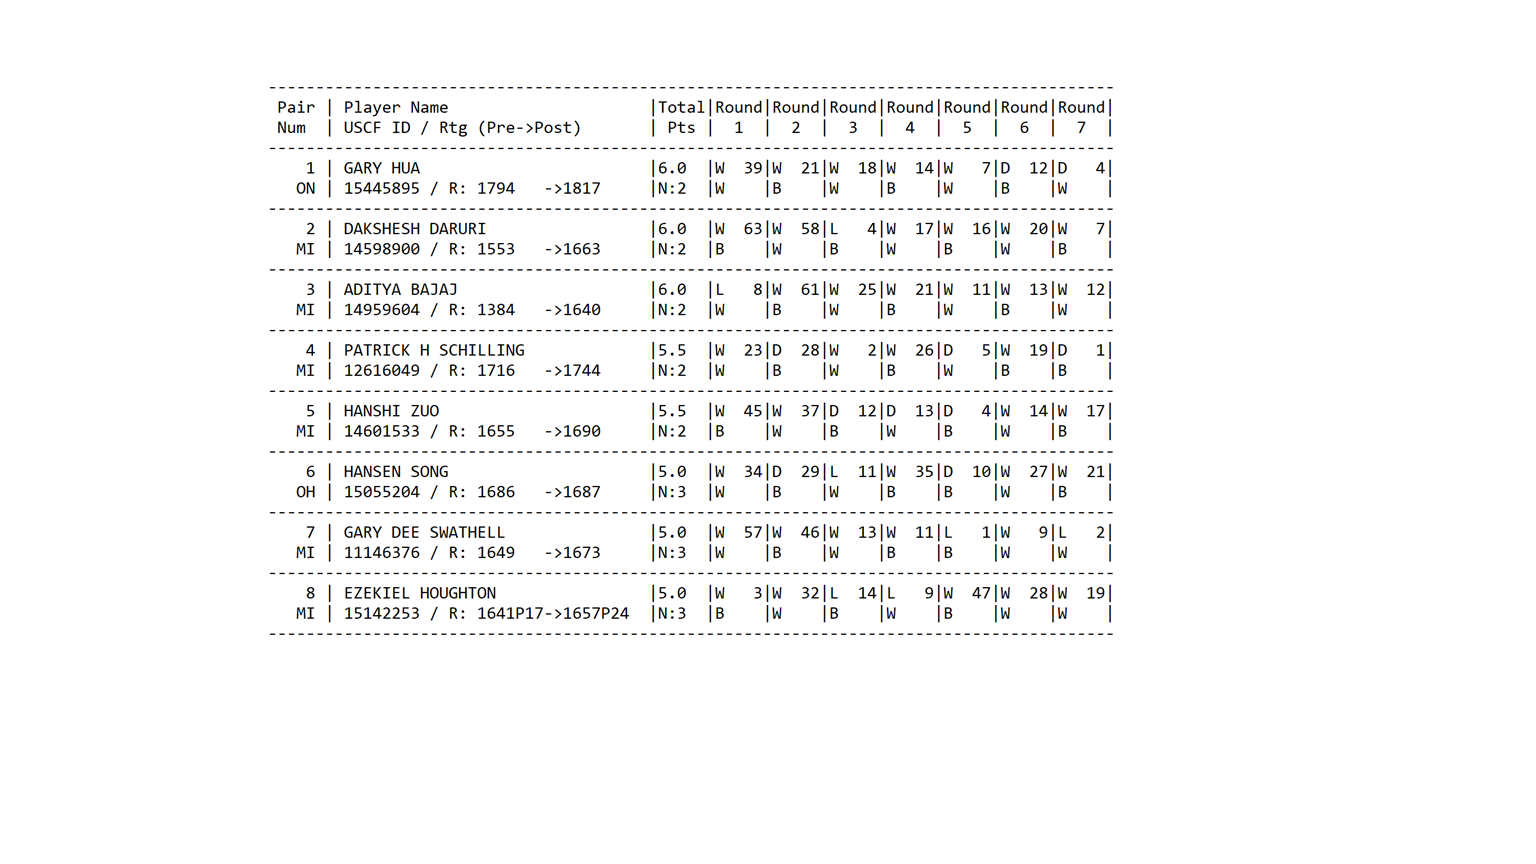 -----------------------------------------------------------------------------------------
 Pair | Player Name                     |Total|Round|Round|Round|Round|Round|Round|Round|
 Num  | USCF ID / Rtg (Pre->Post)       | Pts |  1  |  2  |  3  |  4  |  5  |  6  |  7  |
-----------------------------------------------------------------------------------------
    1 | GARY HUA                        |6.0  |W  39|W  21|W  18|W  14|W   7|D  12|D   4|
   ON | 15445895 / R: 1794   ->1817     |N:2  |W    |B    |W    |B    |W    |B    |W    |
-----------------------------------------------------------------------------------------
    2 | DAKSHESH DARURI                 |6.0  |W  63|W  58|L   4|W  17|W  16|W  20|W   7|
   MI | 14598900 / R: 1553   ->1663     |N:2  |B    |W    |B    |W    |B    |W    |B    |
-----------------------------------------------------------------------------------------
    3 | ADITYA BAJAJ                    |6.0  |L   8|W  61|W  25|W  21|W  11|W  13|W  12|
   MI | 14959604 / R: 1384   ->1640     |N:2  |W    |B    |W    |B    |W    |B    |W    |
-----------------------------------------------------------------------------------------
    4 | PATRICK H SCHILLING             |5.5  |W  23|D  28|W   2|W  26|D   5|W  19|D   1|
   MI | 12616049 / R: 1716   ->1744     |N:2  |W    |B    |W    |B    |W    |B    |B    |
-----------------------------------------------------------------------------------------
    5 | HANSHI ZUO                      |5.5  |W  45|W  37|D  12|D  13|D   4|W  14|W  17|
   MI | 14601533 / R: 1655   ->1690     |N:2  |B    |W    |B    |W    |B    |W    |B    |
-----------------------------------------------------------------------------------------
    6 | HANSEN SONG                     |5.0  |W  34|D  29|L  11|W  35|D  10|W  27|W  21|
   OH | 15055204 / R: 1686   ->1687     |N:3  |W    |B    |W    |B    |B    |W    |B    |
-----------------------------------------------------------------------------------------
    7 | GARY DEE SWATHELL               |5.0  |W  57|W  46|W  13|W  11|L   1|W   9|L   2|
   MI | 11146376 / R: 1649   ->1673     |N:3  |W    |B    |W    |B    |B    |W    |W    |
-----------------------------------------------------------------------------------------
    8 | EZEKIEL HOUGHTON                |5.0  |W   3|W  32|L  14|L   9|W  47|W  28|W  19|
   MI | 15142253 / R: 1641P17->1657P24  |N:3  |B    |W    |B    |W    |B    |W    |W    |
-----------------------------------------------------------------------------------------